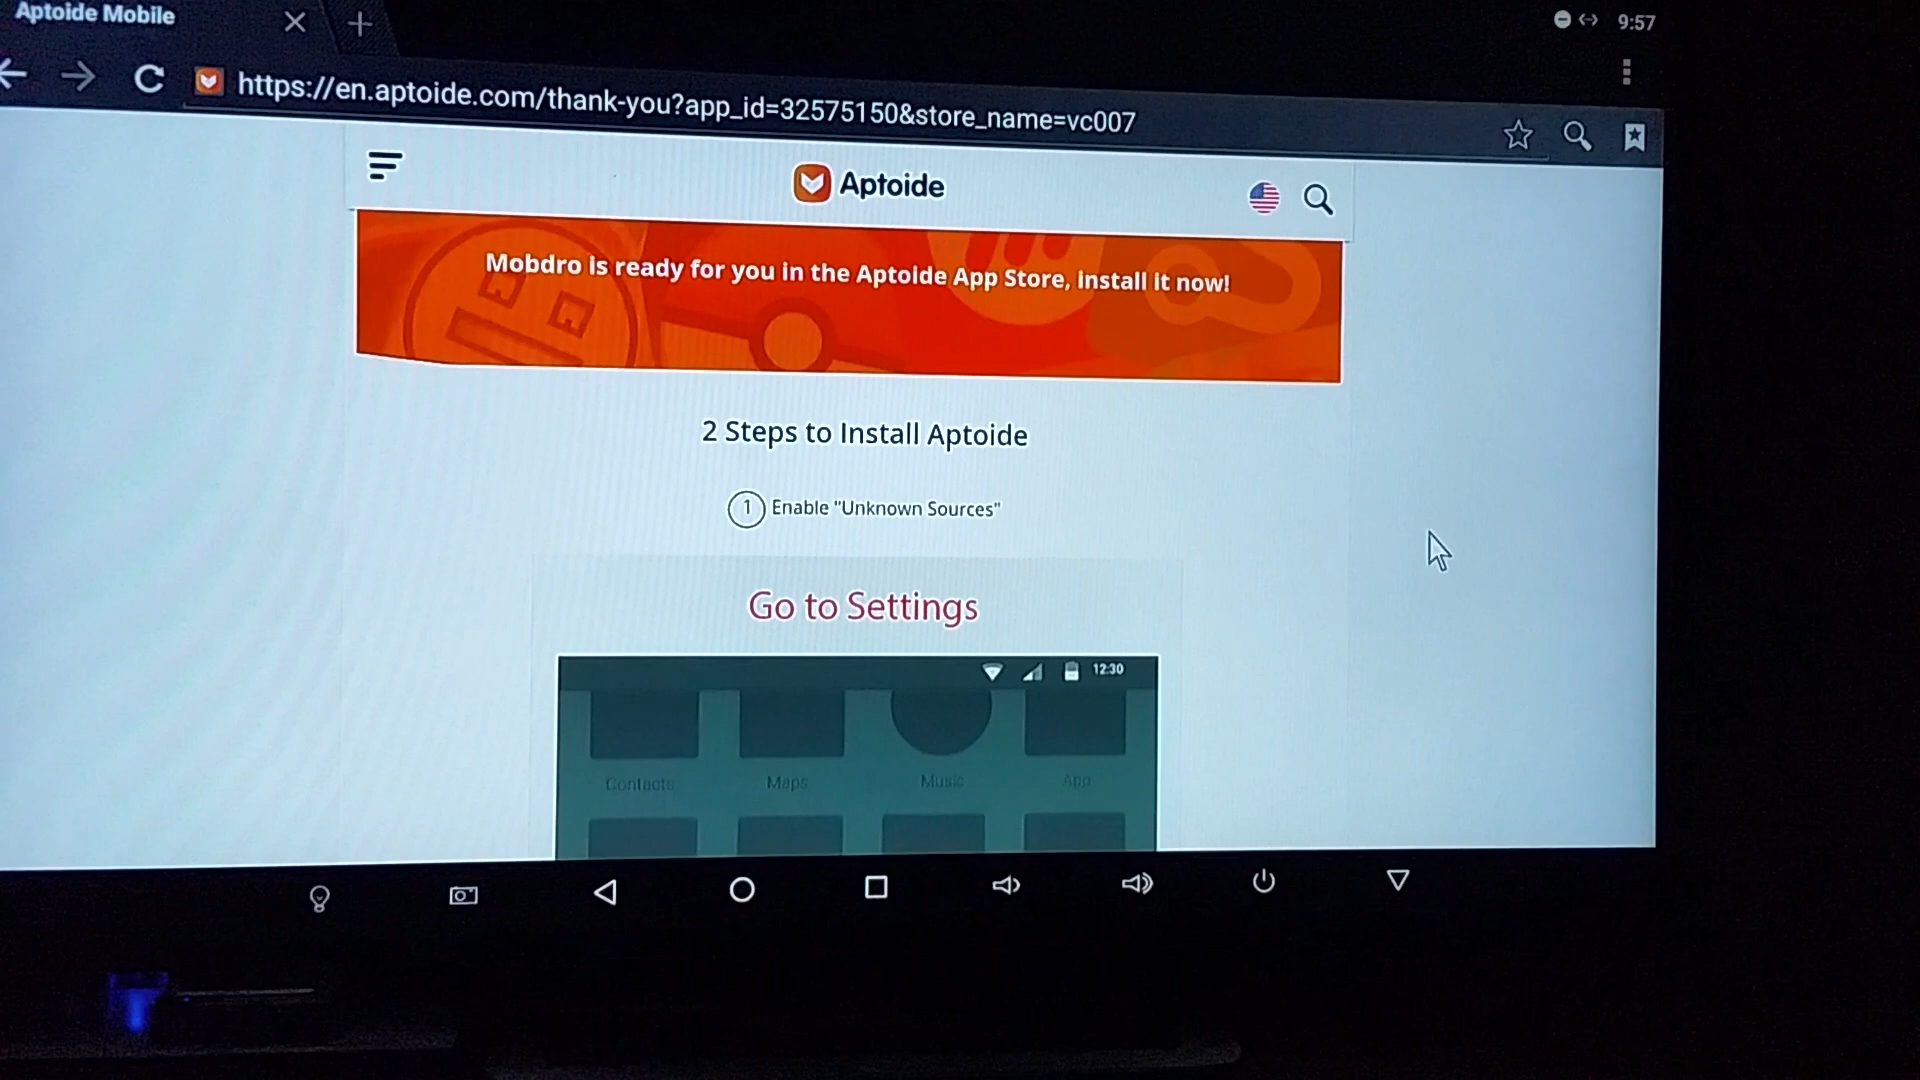 Aptoide Mobile
9:57
https://en.aptoide.com/thank-you?app_id=32575150&store_name=vc007
Aptoide
Mobdro is ready for you in the Aptoide App Store, install it now!
2 Steps to Install Aptoide
1 Enable "Unknown Sources"
Go to Settings
12:30
Contacts Maps Music App